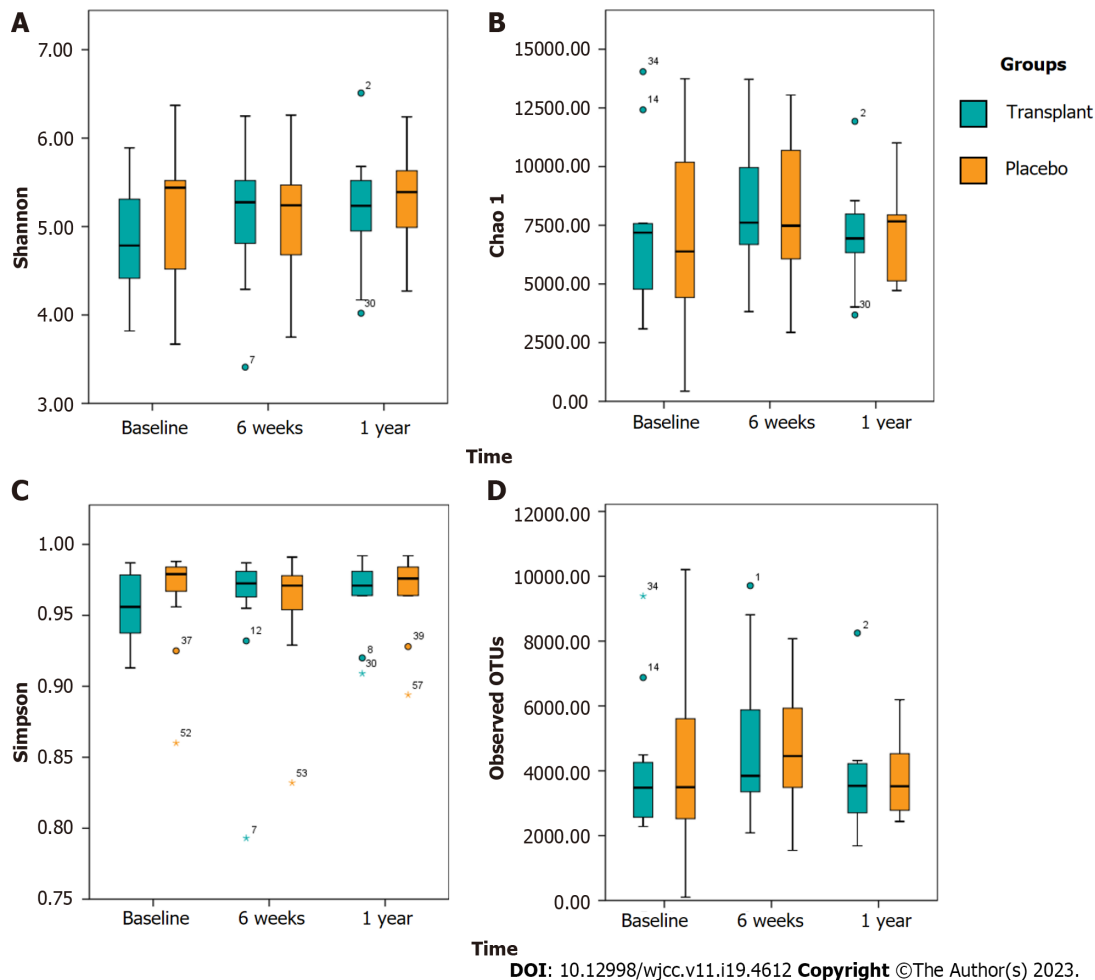 A
7.00
6.00
5.00
4.00
3.00
Shannon
2
30
7
Baseline 6 weeks 1 year
B
15000.00
12500.00
10000.00
7500.00
5000.00
2500.00
0.00
Chao 1
34
14
2
30
Baseline 6 weeks 1 year
Groups
Transplant
Placebo
Time
C
1.00
0.95
0.90
0.85
0.80
0.75
Simpson
37
52
12
7
53
8
30
39
57
Baseline 6 weeks 1 year
D
12000.00
10000.00
8000.00
6000.00
4000.00
2000.00
0.00
Observed OTUs
34
14
1
2
Baseline 6 weeks 1 year
Time
DOI: 10.12998/wjcc.v11.i19.4612 Copyright ©The Author(s) 2023.